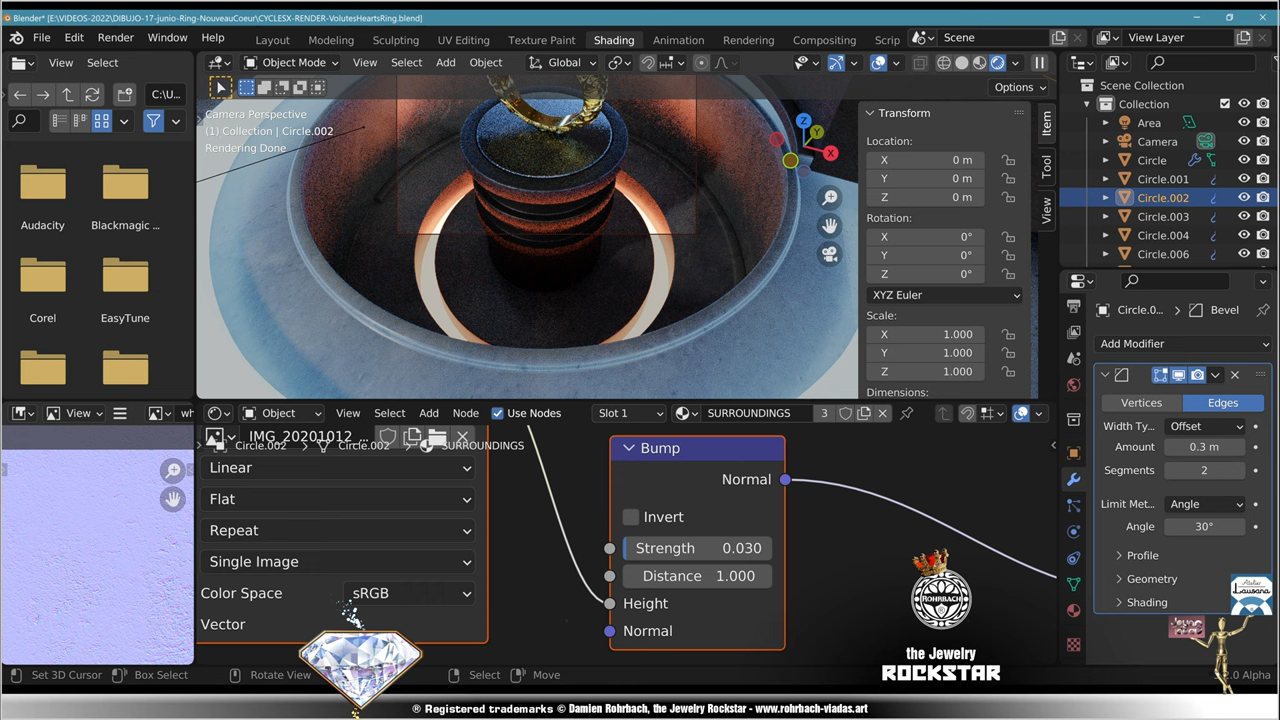 Blender* [E:\VIDEOS-2022\DIBUJO-17-junio-Ring-NouveauCoeur\CYCLESX-RENDER-VolutesHeartsRing.blend]
File Edit Render Window Help
Layout Modeling Sculpting UV Editing Texture Paint Shading Animation Rendering Compositing Scrip
Scene View Layer
View Select
Object Mode View Select Add Object Global
C:\U...
Options
Audacity Blackmagic ...
Corel EasyTune
Camera Perspective
(1) Collection | Circle.002
Rendering Done
Z Y X
Transform
Location:
X 0 m
Y 0 m
Z 0 m
Rotation:
X 0°
Y 0°
Z 0°
XYZ Euler
Scale:
X 1.000
Y 1.000
Z 1.000
Dimensions:
Item
Tool
View
Scene Collection
Collection
Area
Camera
Circle
Circle.001
Circle.002
Circle.003
Circle.004
Circle.006
Circle.0... Bevel
Add Modifier
Vertices Edges
Width Ty... Offset
Amount 0.3 m
Segments 2
Limit Met... Angle
Angle 30°
Profile
Geometry
Shading
View wh
Object View Select Add Node Use Nodes Slot 1 SURROUNDINGS 3
IMG_20201012 ...
Circle.002 Circle.002 SURROUNDINGS
Linear
Flat
Repeat
Single Image
Color Space sRGB
Vector
Bump
Normal
Invert
Strength 0.030
Distance 1.000
Height
Normal
ROHRBACH
the Jewelry
ROCKSTAR
Atelier
Lausana
Set 3D Cursor Box Select Rotate View Select Move
.0 Alpha
® Registered trademarks © Damien Rohrbach, the Jewelry Rockstar - www.rohrbach-viadas.art